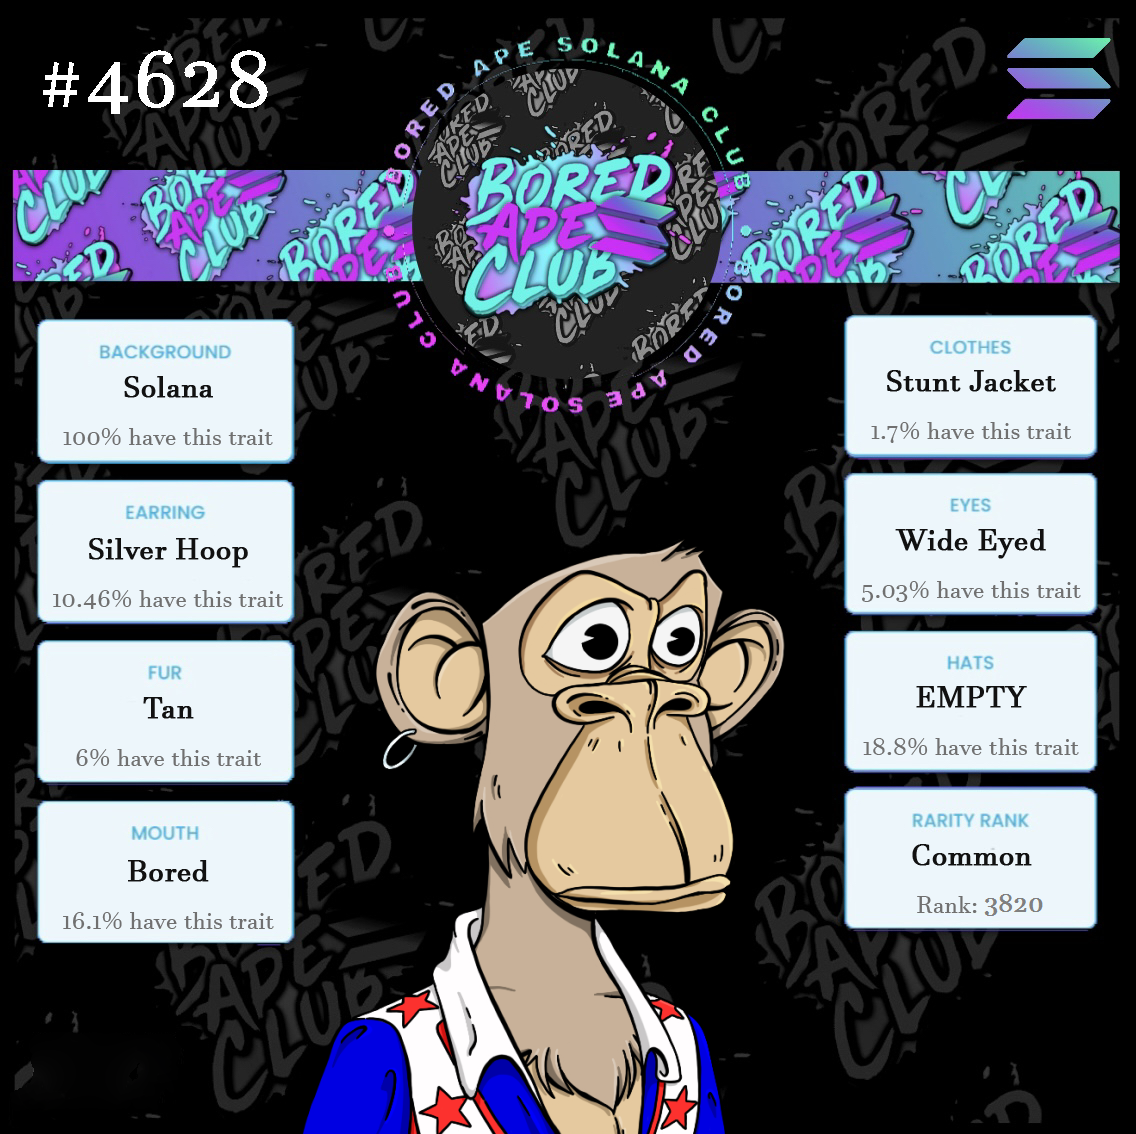 #4628
BORED APE SOLANA CLUB
BORED
APE
CLUB
BORED APE SOLANA CLUB
BACKGROUND
Solana
100% have this trait
EARRING
Silver Hoop
10.46% have this trait
FUR
Tan
6% have this trait
MOUTH
Bored
16.1% have this trait
CLOTHES
Stunt Jacket
1.7% have this trait
EYES
Wide Eyed
5.03% have this trait
HATS
EMPTY
18.8% have this trait
RARITY RANK
Common
Rank: 3820